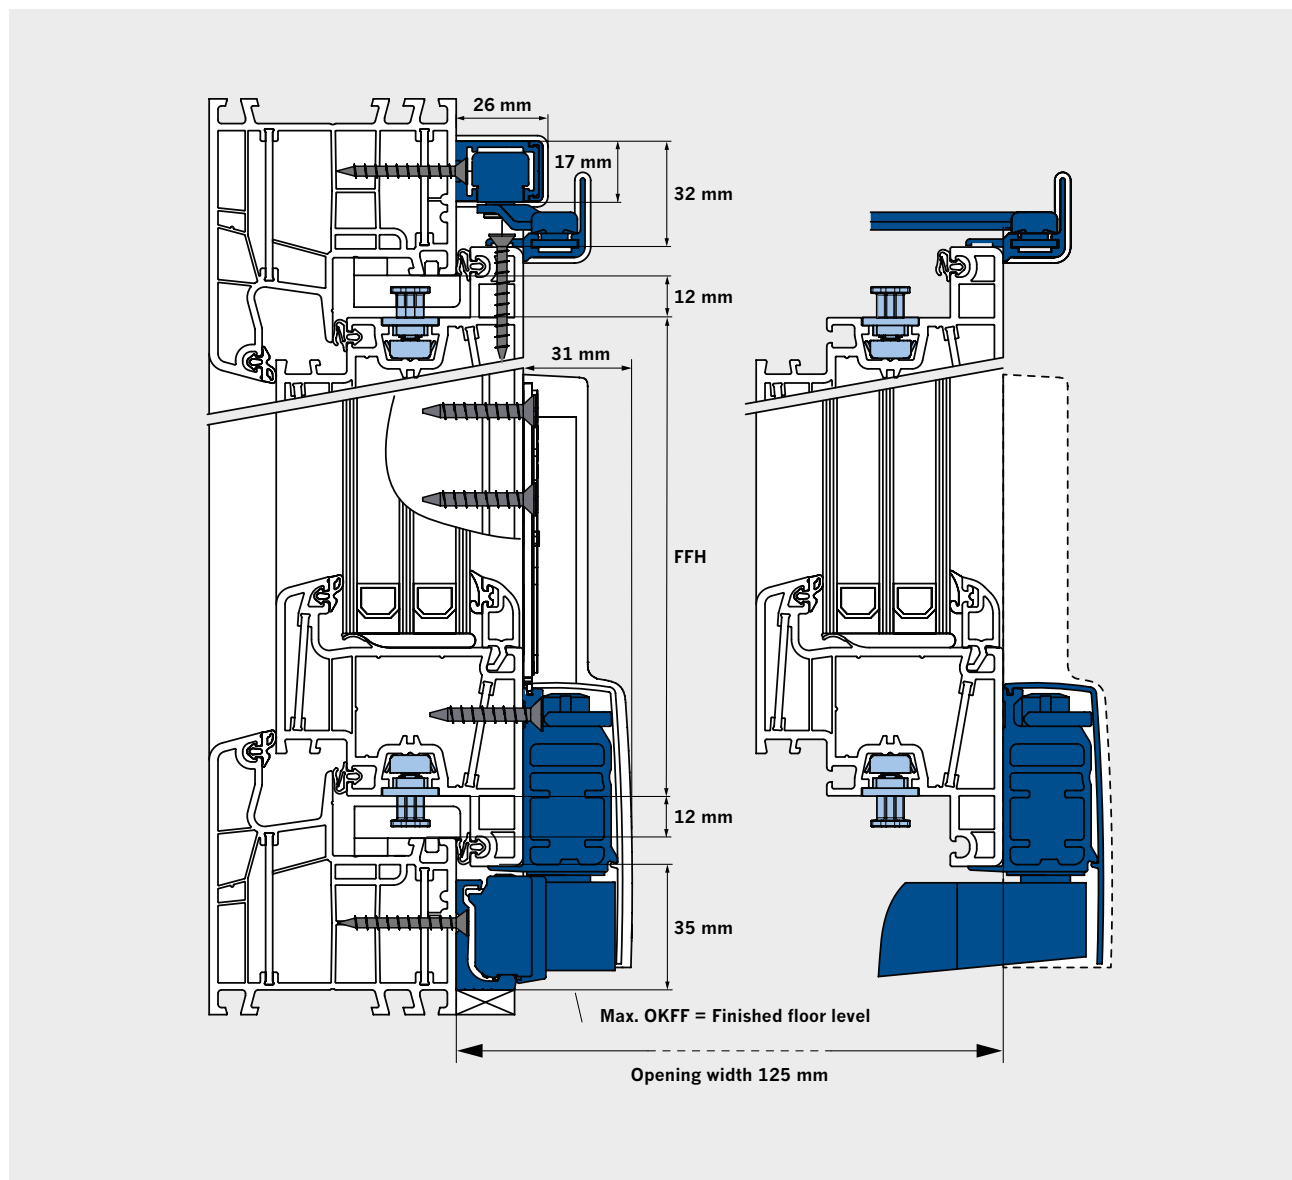 26 mm
17 mm
32 mm
12 mm
31 mm
FFH
12 mm
35 mm
Max. OKFF = Finished floor level
Opening width 125 mm